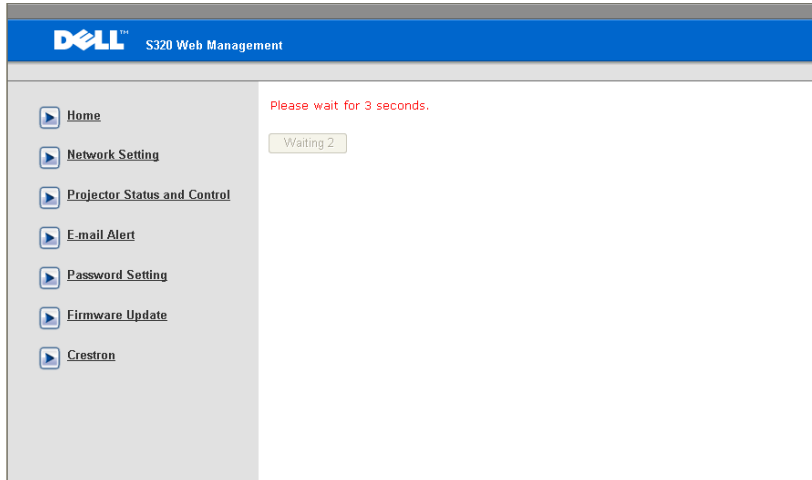 DELL™ S320 Web Management
Home
Network Setting
Projector Status and Control
E-mail Alert
Password Setting
Firmware Update
Crestron
Please wait for 3 seconds.
Waiting 2